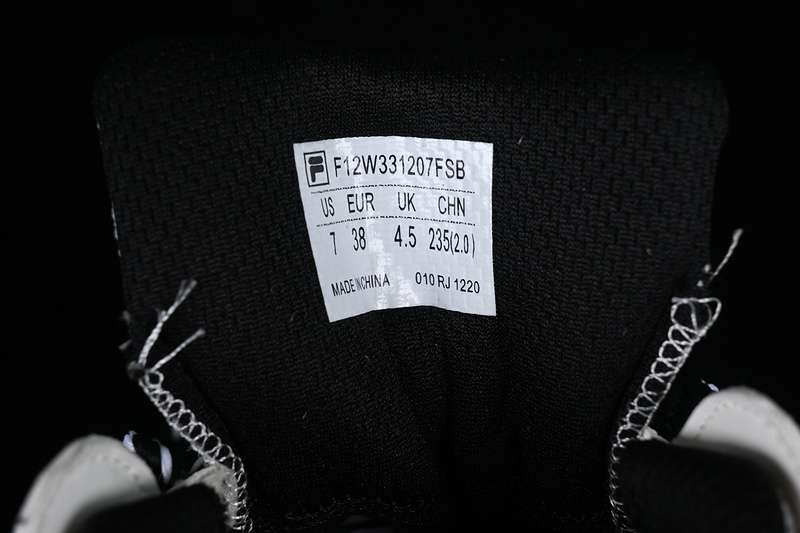 F F12W331207FSB
US EUR UK CHN
7 38 4.5 235(2.0)
MADE IN CHINA 010 RJ 1220